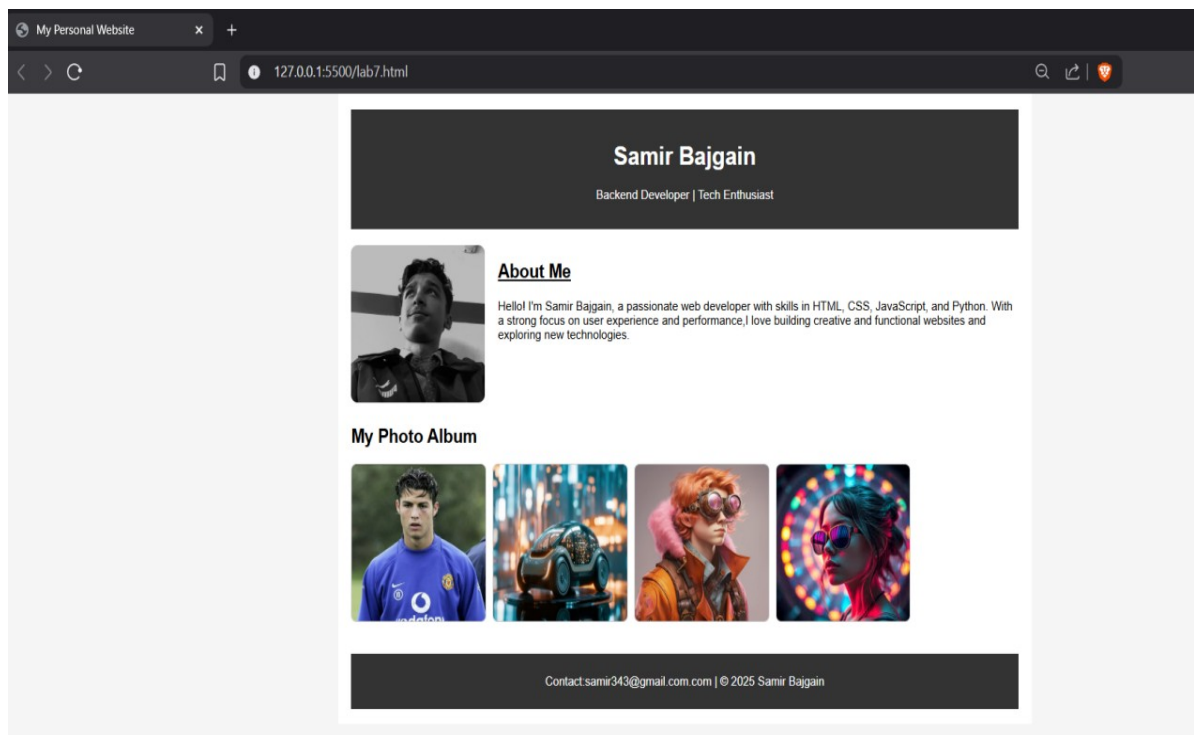 My Personal Website
127.0.0.1:5500/lab7.html
Samir Bajgain
Backend Developer | Tech Enthusiast
About Me
Hello! I'm Samir Bajgain, a passionate web developer with skills in HTML, CSS, JavaScript, and Python. With
a strong focus on user experience and performance,I love building creative and functional websites and
exploring new technologies.
My Photo Album
vodafone
Contact:samir343@gmail.com.com | © 2025 Samir Bajgain